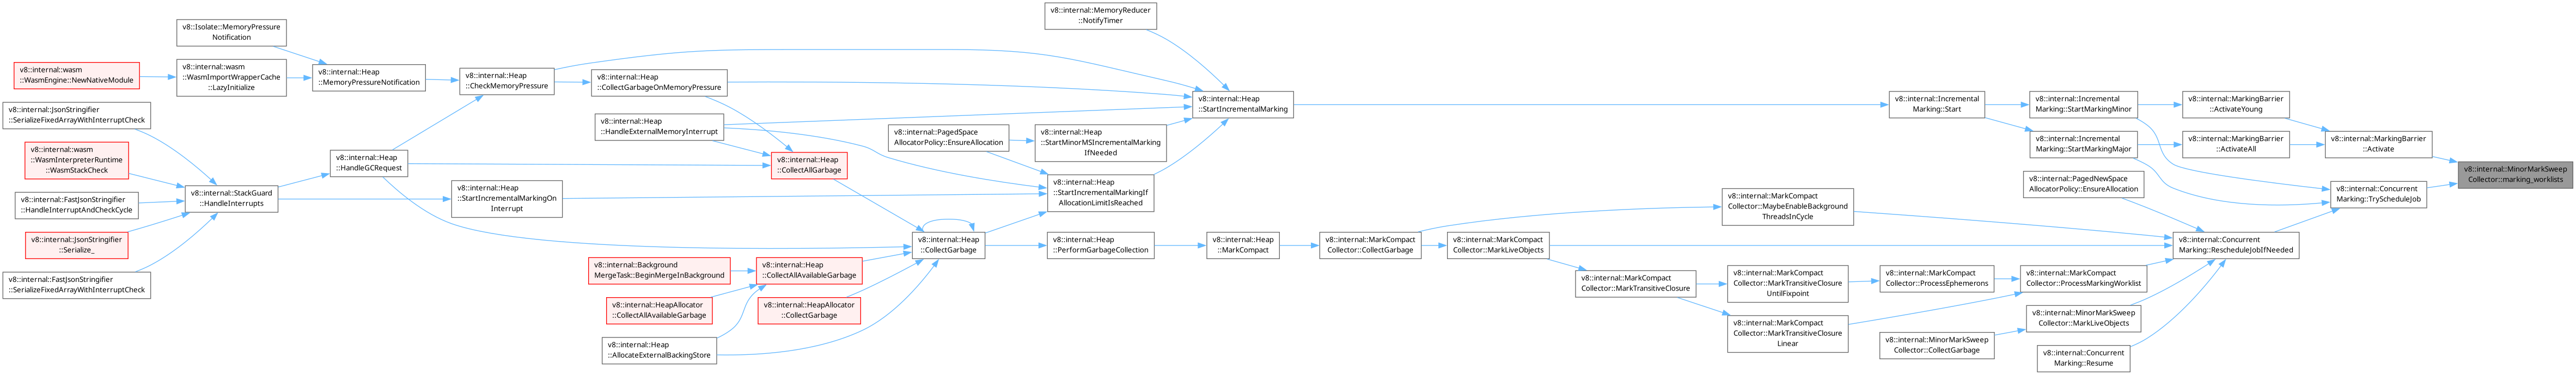 v8::Isolate::MemoryPressure
Notification
v8::internal::wasm
::WasmEngine::NewNativeModule
v8::internal::wasm
::WasmImportWrapperCache
::LazyInitialize
v8::internal::Heap
::MemoryPressureNotification
v8::internal::JsonStringifier
::SerializeFixedArrayWithInterruptCheck
v8::internal::wasm
::WasmInterpreterRuntime
::WasmStackCheck
v8::internal::FastJsonStringifier
::HandleInterruptAndCheckCycle
v8::internal::JsonStringifier
::Serialize_
v8::internal::FastJsonStringifier
::SerializeFixedArrayWithInterruptCheck
v8::internal::StackGuard
::HandleInterrupts
v8::internal::Heap
::HandleGCRequest
v8::internal::Heap
::CheckMemoryPressure
v8::internal::Heap
::StartIncrementalMarkingOn
Interrupt
v8::internal::Heap
::CollectGarbageOnMemoryPressure
v8::internal::Heap
::HandleExternalMemoryInterrupt
v8::internal::Heap
::CollectAllGarbage
v8::internal::Background
MergeTask::BeginMergeInBackground
v8::internal::HeapAllocator
::CollectAllAvailableGarbage
v8::internal::Heap
::AllocateExternalBackingStore
v8::internal::Heap
::CollectAllAvailableGarbage
v8::internal::HeapAllocator
::CollectGarbage
v8::internal::PagedSpace
AllocatorPolicy::EnsureAllocation
v8::internal::Heap
::CollectGarbage
v8::internal::MemoryReducer
::NotifyTimer
v8::internal::Heap
::StartMinorMSIncrementalMarking
IfNeeded
v8::internal::Heap
::StartIncrementalMarkingIf
AllocationLimitIsReached
v8::internal::Heap
::PerformGarbageCollection
v8::internal::Heap
::StartIncrementalMarking
v8::internal::Heap
::MarkCompact
v8::internal::MarkCompact
Collector::CollectGarbage
v8::internal::MarkCompact
Collector::MarkLiveObjects
v8::internal::MarkCompact
Collector::MarkTransitiveClosure
v8::internal::MarkCompact
Collector::MaybeEnableBackground
ThreadsInCycle
v8::internal::MarkCompact
Collector::MarkTransitiveClosure
UntilFixpoint
v8::internal::MarkCompact
Collector::MarkTransitiveClosure
Linear
v8::internal::Incremental
Marking::Start
v8::internal::MarkCompact
Collector::ProcessEphemerons
v8::internal::MinorMarkSweep
Collector::CollectGarbage
v8::internal::Incremental
Marking::StartMarkingMinor
v8::internal::Incremental
Marking::StartMarkingMajor
v8::internal::PagedNewSpace
AllocatorPolicy::EnsureAllocation
v8::internal::MarkCompact
Collector::ProcessMarkingWorklist
v8::internal::MinorMarkSweep
Collector::MarkLiveObjects
v8::internal::Concurrent
Marking::Resume
v8::internal::MarkingBarrier
::ActivateYoung
v8::internal::MarkingBarrier
::ActivateAll
v8::internal::Concurrent
Marking::RescheduleJobIfNeeded
v8::internal::MarkingBarrier
::Activate
v8::internal::Concurrent
Marking::TryScheduleJob
v8::internal::MinorMarkSweep
Collector::marking_worklists